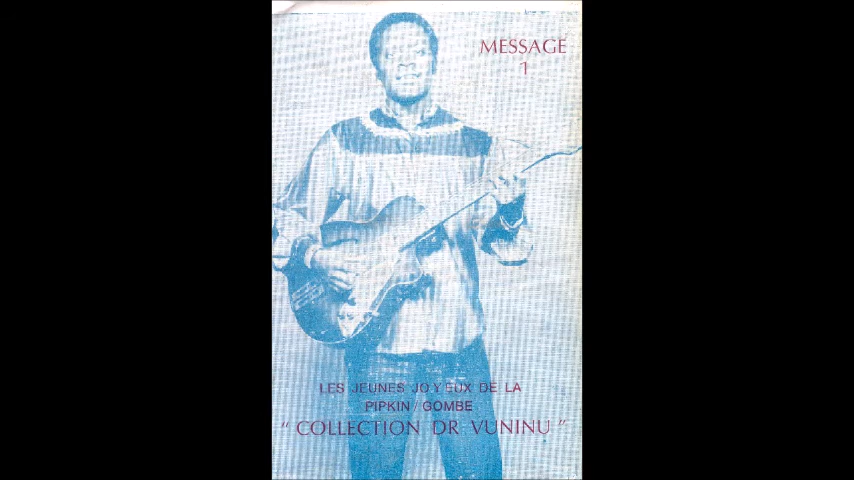 MESSAGE
1
LES JEUNES JOYEUX DE LA
PIPKIN/GOMBE
"COLLECTION DR VUNINU"